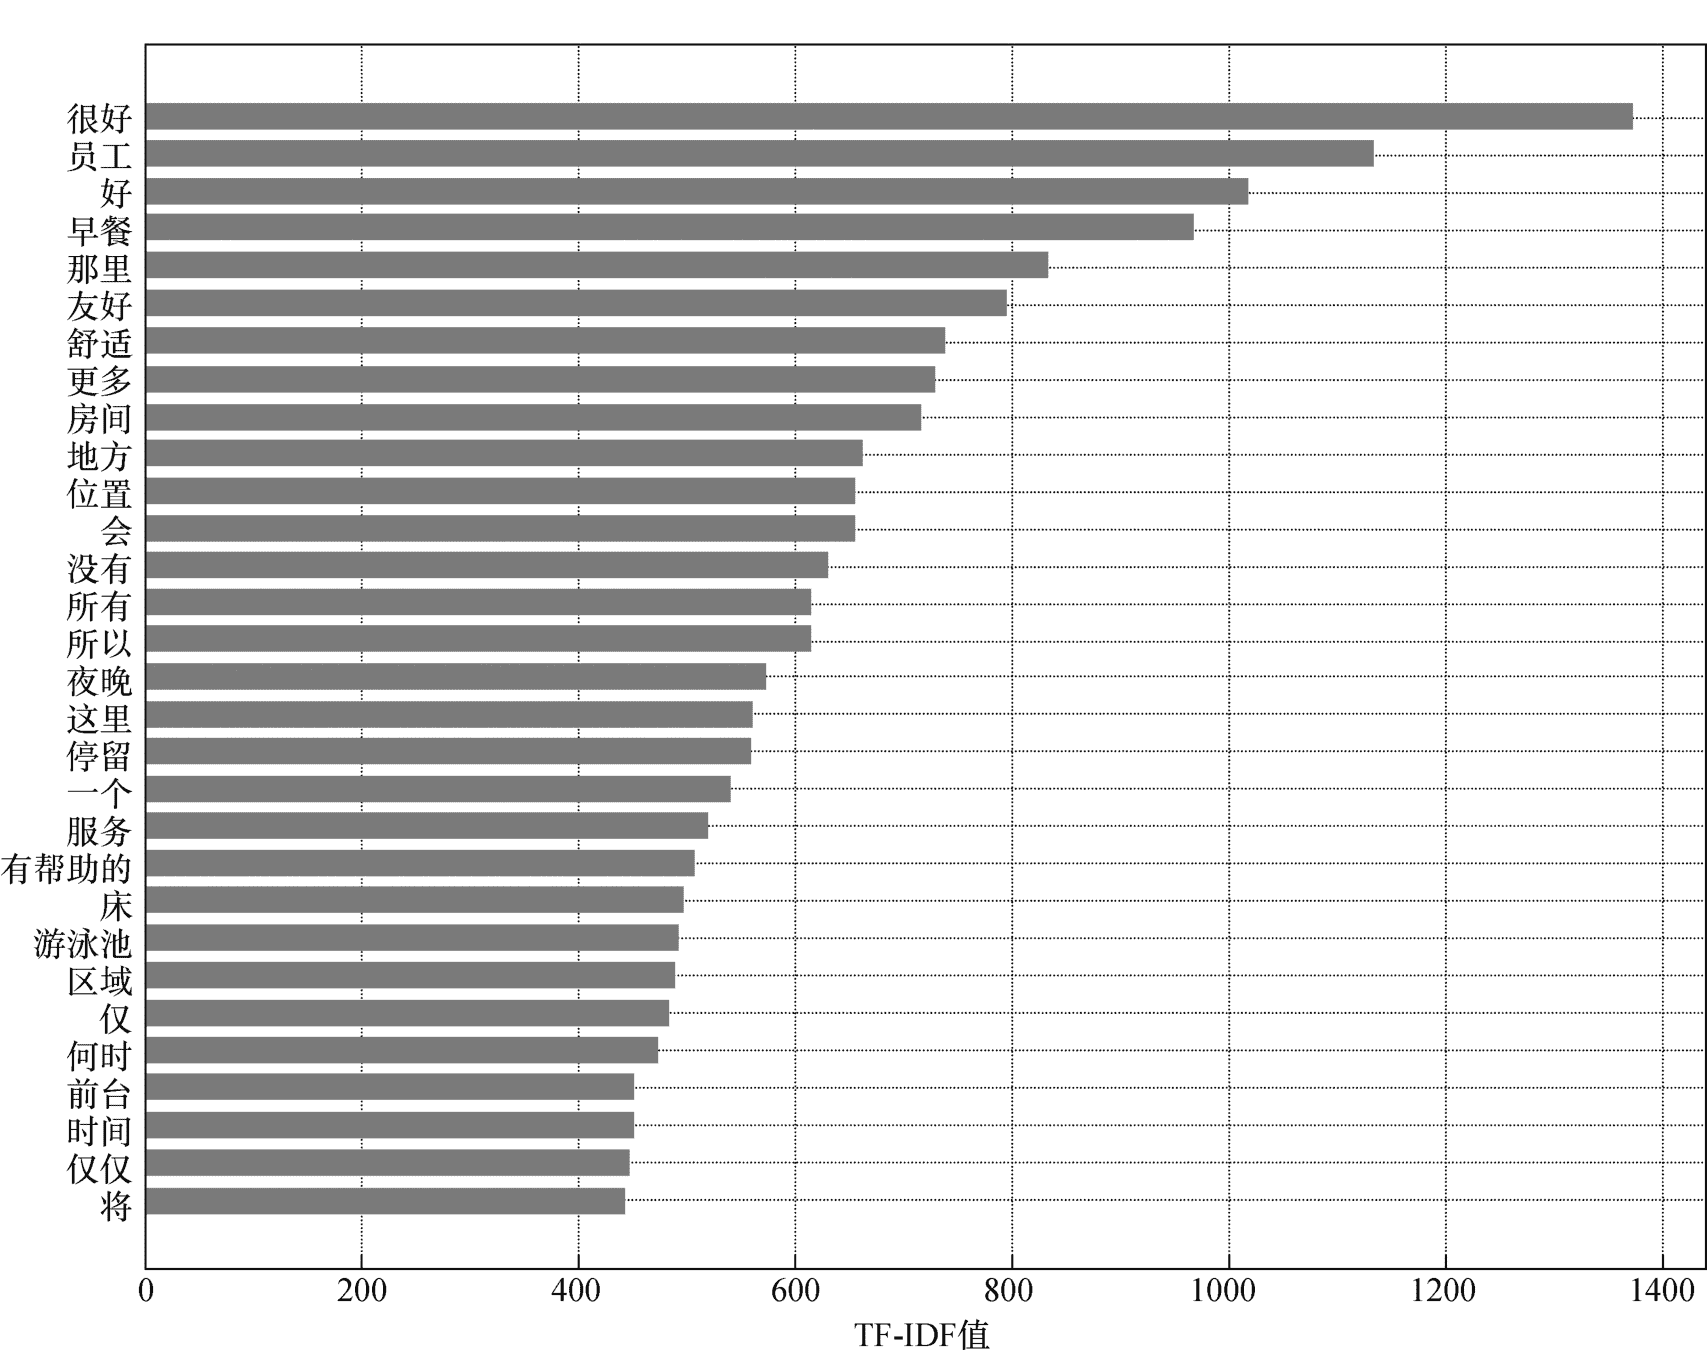 很好
员工
好
早餐
那里
友好
舒适
更多
房间
地方
位置
会
没有
所有
所以
夜晚
这里
停留
一个
服务
有帮助的
床
游泳池
区域
仅
何时
前台
时间
仅仅
将
0 200 400 600 800 1000 1200 1400
TF-IDF值